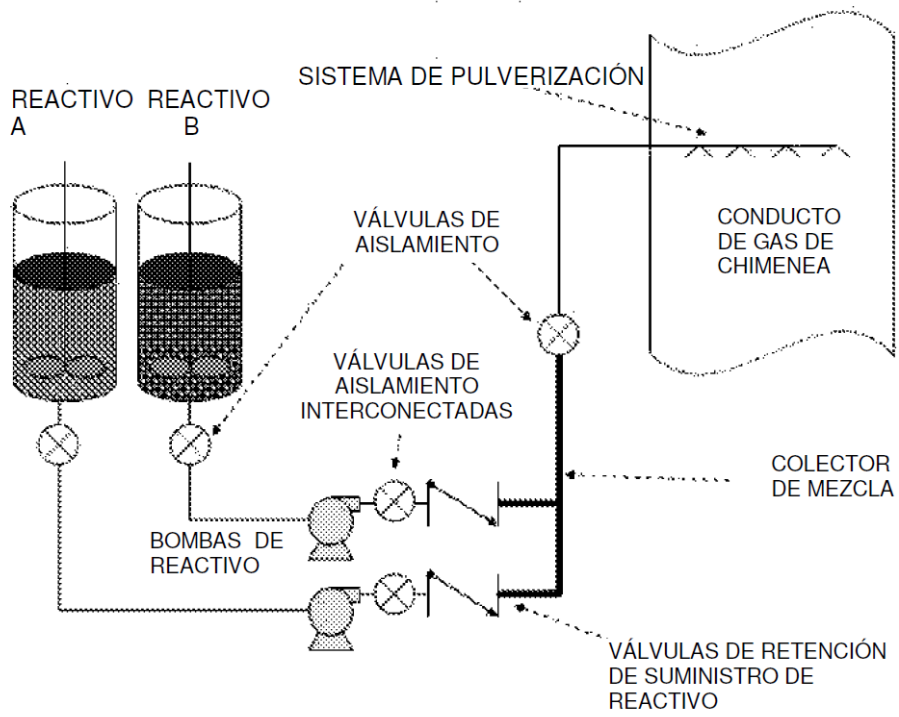 SISTEMA DE PULVERIZACIÓN
REACTIVO REACTIVO
A B
VÁLVULAS DE
AISLAMIENTO
CONDUCTO
DE GAS DE
CHIMENEA
VÁLVULAS DE
AISLAMIENTO
INTERCONECTADAS
COLECTOR
DE MEZCLA
BOMBAS DE
REACTIVO
VÁLVULAS DE RETENCIÓN
DE SUMINISTRO DE
REACTIVO